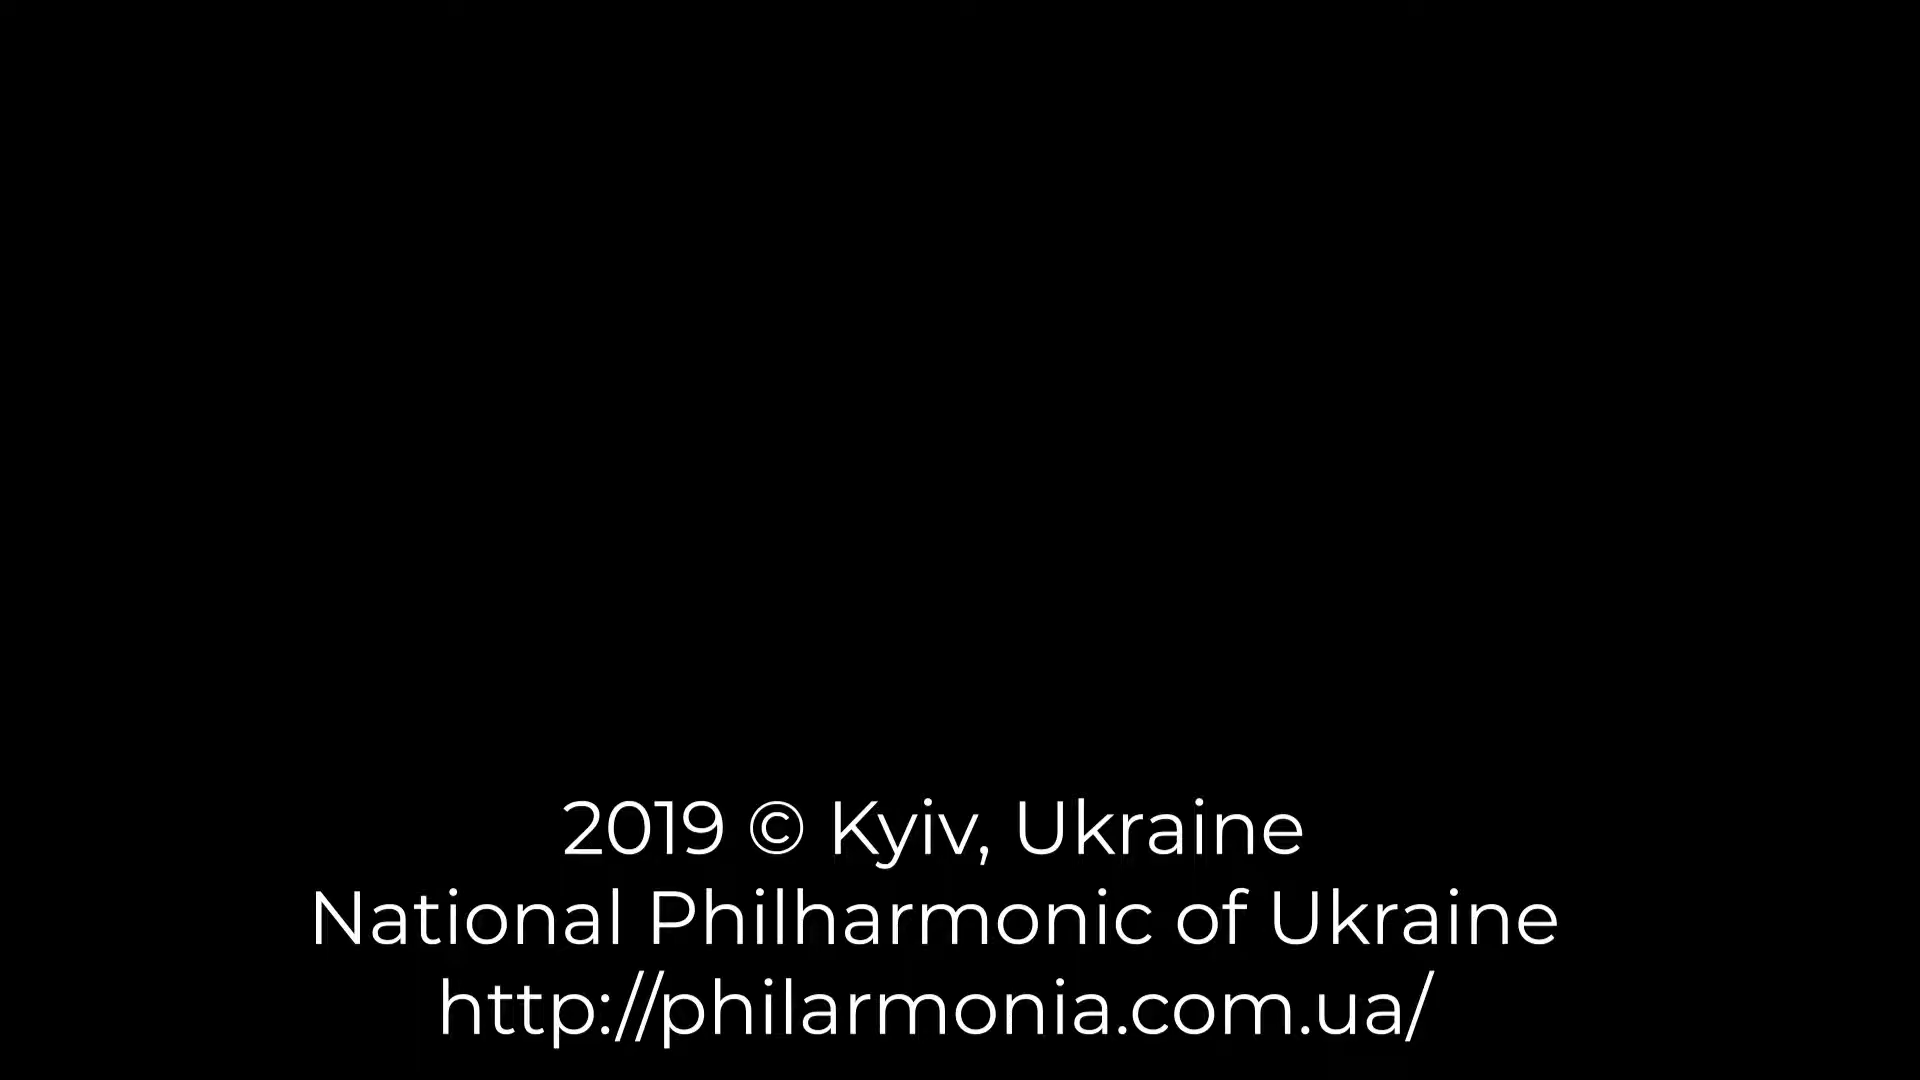 2019 © Kyiv, Ukraine
National Philharmonic of Ukraine
http://philarmonia.com.ua/